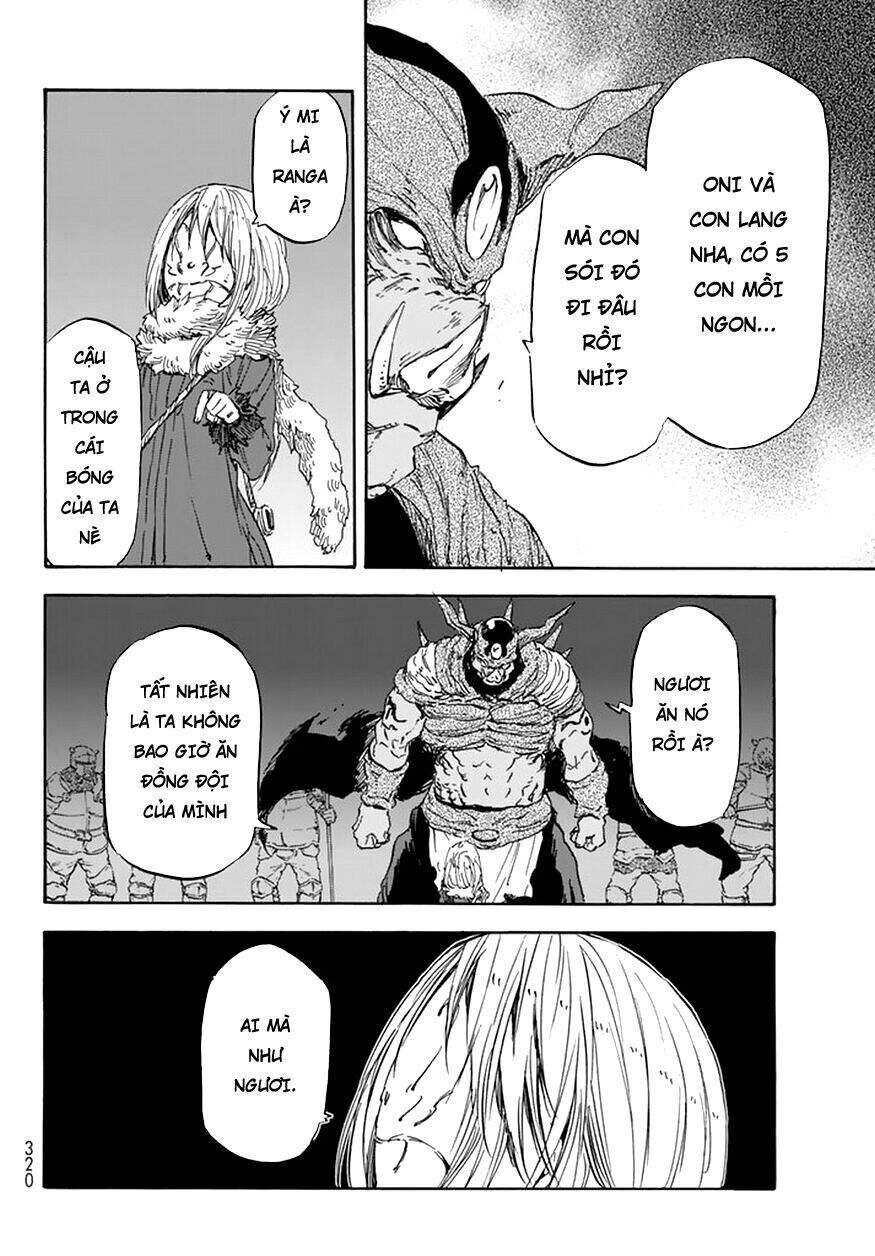 ONI VÀ
CON LANG
NHA, CÓ 5
CON MỒI
NGON...
MÀ CON
SÓI ĐÓ
ĐI ĐÂU
RỒI
NHỈ?
Ý MI
LÀ
RANGA
À?
CẬU
TA Ở
TRONG
CÁI
BÓNG
CỦA TA
NÈ
NGƯƠI
ĂN NÓ
RỒI À?
TẤT NHIÊN
LÀ TA KHÔNG
BAO GIỜ ĂN
ĐỒNG ĐỘI
CỦA MÌNH
AI MÀ
NHƯ
NGƯƠI.
320